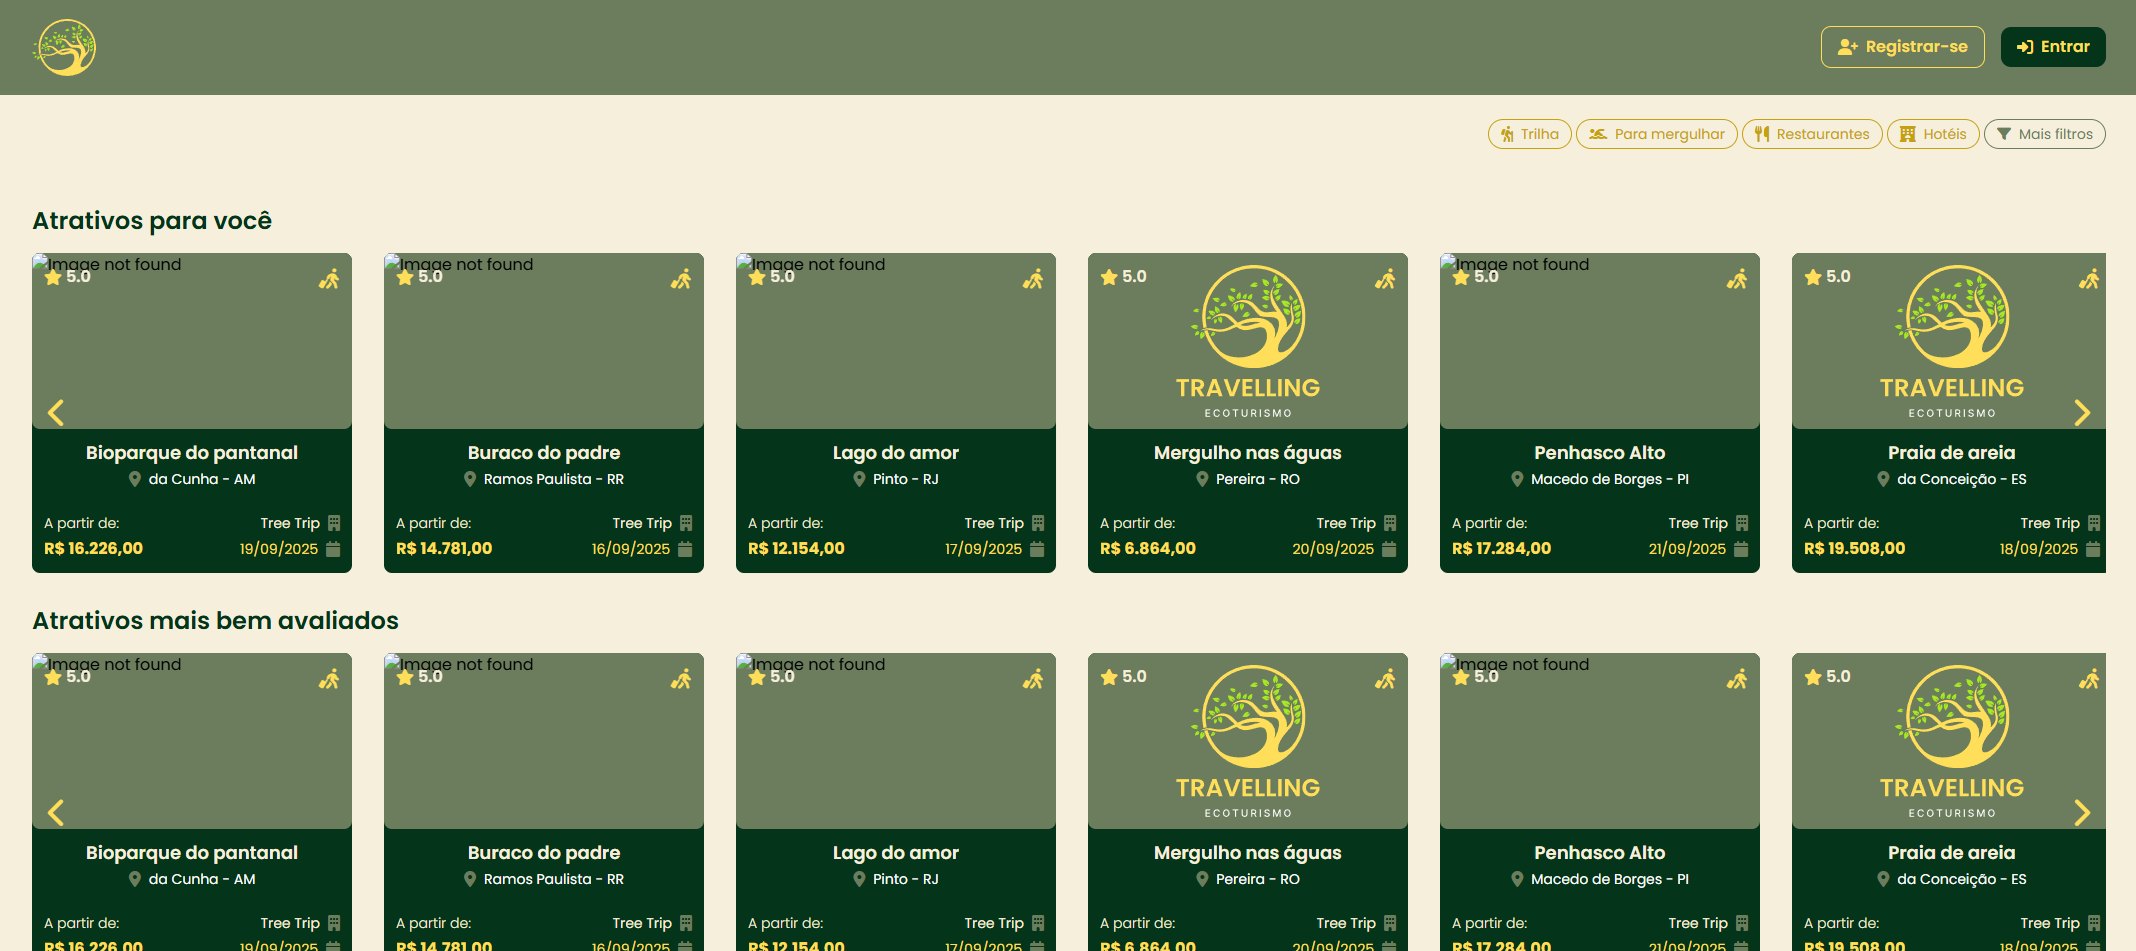 Registrar-se
Entrar
Trilha
Para mergulhar
Restaurantes
Hotéis
Mais filtros
Atrativos para você
Image not found
5.0
Bioparque do pantanal
da Cunha - AM
A partir de:
Tree Trip
R$ 16.226,00
19/09/2025
Image not found
5.0
Buraco do padre
Ramos Paulista - RR
A partir de:
Tree Trip
R$ 14.781,00
16/09/2025
Image not found
5.0
Lago do amor
Pinto - RJ
A partir de:
Tree Trip
R$ 12.154,00
17/09/2025
5.0
TRAVELLING
ECOTURISMO
Mergulho nas águas
Pereira - RO
A partir de:
Tree Trip
R$ 6.864,00
20/09/2025
Image not found
5.0
Penhasco Alto
Macedo de Borges - PI
A partir de:
Tree Trip
R$ 17.284,00
21/09/2025
5.0
TRAVELLING
ECOTURISMO
Praia de areia
da Conceição - ES
A partir de:
Tree Trip
R$ 19.508,00
18/09/2025
Atrativos mais bem avaliados
Image not found
5.0
Bioparque do pantanal
da Cunha - AM
A partir de:
Tree Trip
R$ 16.226,00
19/09/2025
Image not found
5.0
Buraco do padre
Ramos Paulista - RR
A partir de:
Tree Trip
R$ 14.781,00
16/09/2025
Image not found
5.0
Lago do amor
Pinto - RJ
A partir de:
Tree Trip
R$ 12.154,00
17/09/2025
5.0
TRAVELLING
ECOTURISMO
Mergulho nas águas
Pereira - RO
A partir de:
Tree Trip
R$ 6.864,00
20/09/2025
Image not found
5.0
Penhasco Alto
Macedo de Borges - PI
A partir de:
Tree Trip
R$ 17.284,00
21/09/2025
5.0
TRAVELLING
ECOTURISMO
Praia de areia
da Conceição - ES
A partir de:
Tree Trip
R$ 19.508,00
18/09/2025